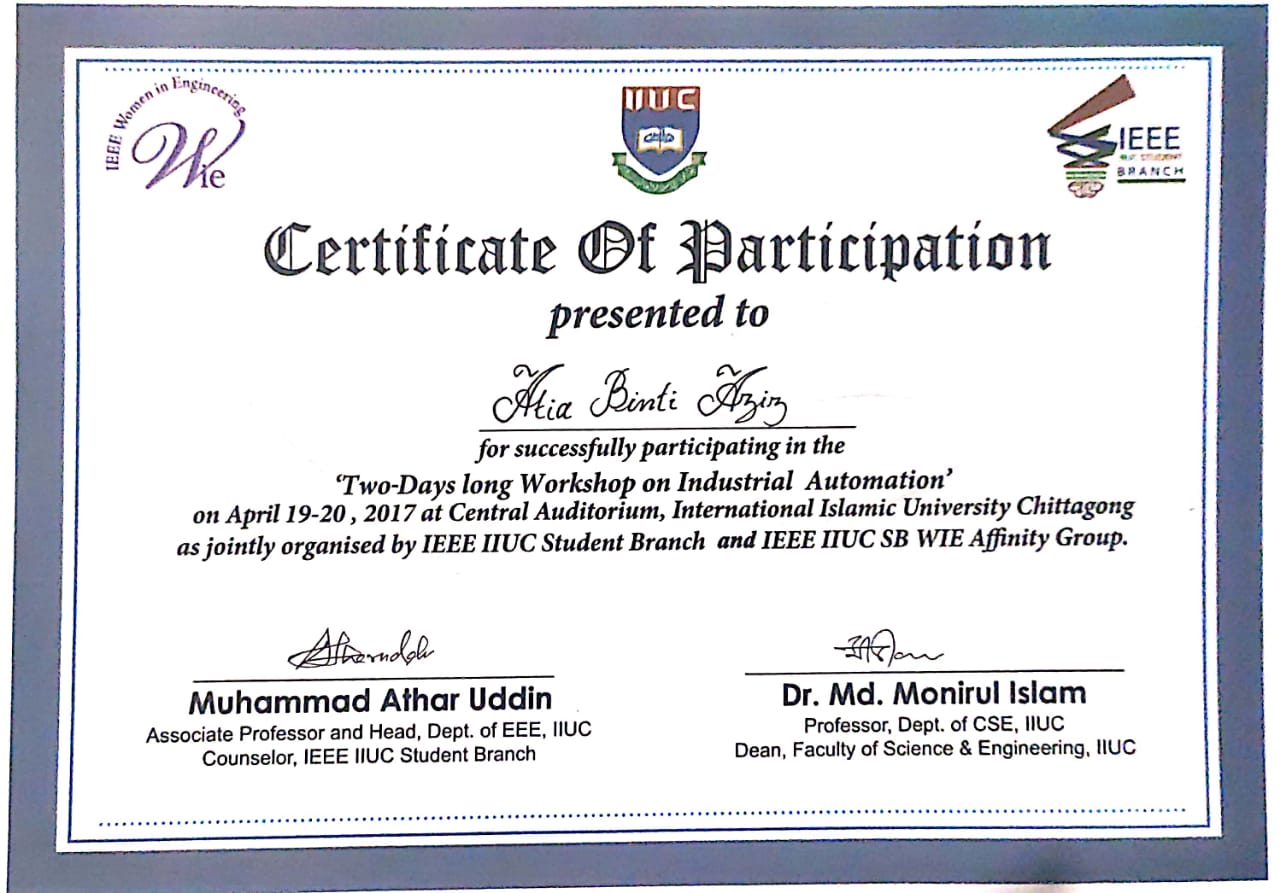 IEEE Women in Engineering
Wie
IIUC
IEEE
IIUC STUDENT
BRANCH
Certificate Of Participation
presented to
Atia Binti Aziz
for successfully participating in the
‘Two-Days long Workshop on Industrial Automation’
on April 19-20 , 2017 at Central Auditorium, International Islamic University Chittagong
as jointly organised by IEEE IIUC Student Branch and IEEE IIUC SB WIE Affinity Group.
Muhammad Athar Uddin
Associate Professor and Head, Dept. of EEE, IIUC
Counselor, IEEE IIUC Student Branch
Dr. Md. Monirul Islam
Professor, Dept. of CSE, IIUC
Dean, Faculty of Science & Engineering, IIUC